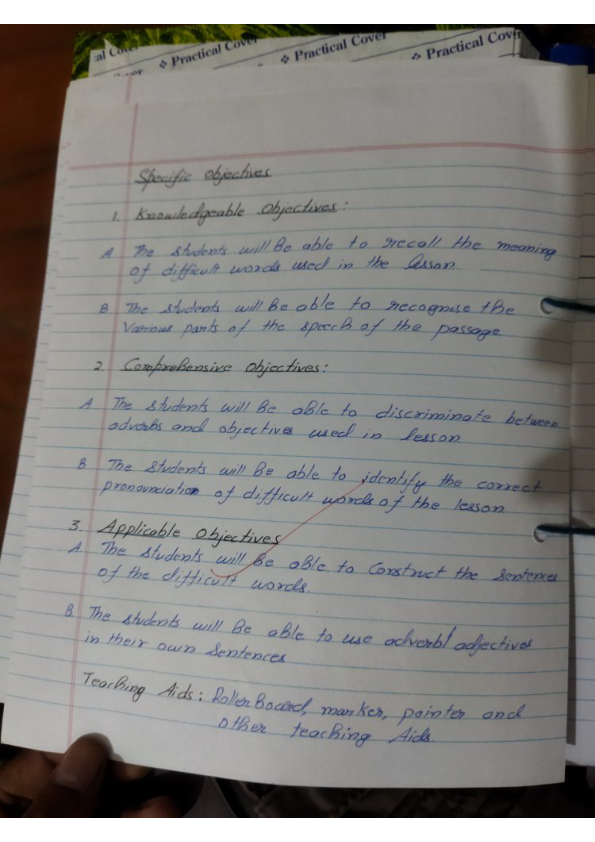 al Cover
❖ Practical Cover
❖ Practical Cover
❖ Practical Cover
Cover
Specific Objectives
1. Knowledgeable Objectives:
A The students will be able to recall the meaning
of difficult words used in the lesson
B The students will be able to recognise the
various parts of the speech of the passage
2. Comprehensive Objectives:
A The students will be able to discriminate between
adverbs and objectives used in lesson
B The students will be able to identify the correct
pronounciation of difficult words of the lesson
3. Applicable Objectives
A. The students will be able to construct the sentences
of the difficult words.
B The students will be able to use adverb/adjectives
in their own sentences
Teaching Aids: Roller Board, marker, pointer and
other teaching Aids.